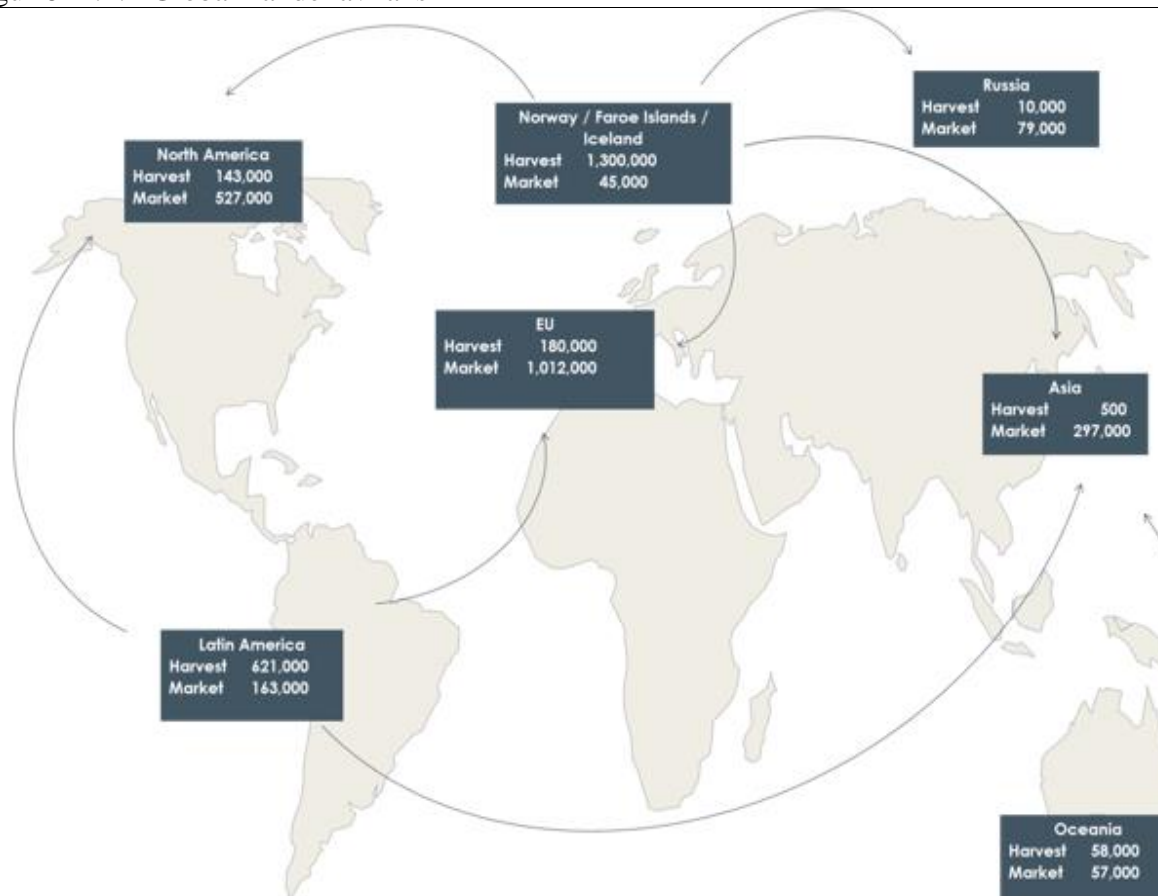 Russia
Harvest 10,000
Market 79,000
Norway / Faroe Islands /
Iceland
Harvest 1,300,000
Market 45,000
North America
Harvest 143,000
Market 527,000
EU
Harvest 180,000
Market 1,012,000
Asia
Harvest 500
Market 297,000
Latin America
Harvest 621,000
Market 163,000
Oceania
Harvest 58,000
Market 57,000